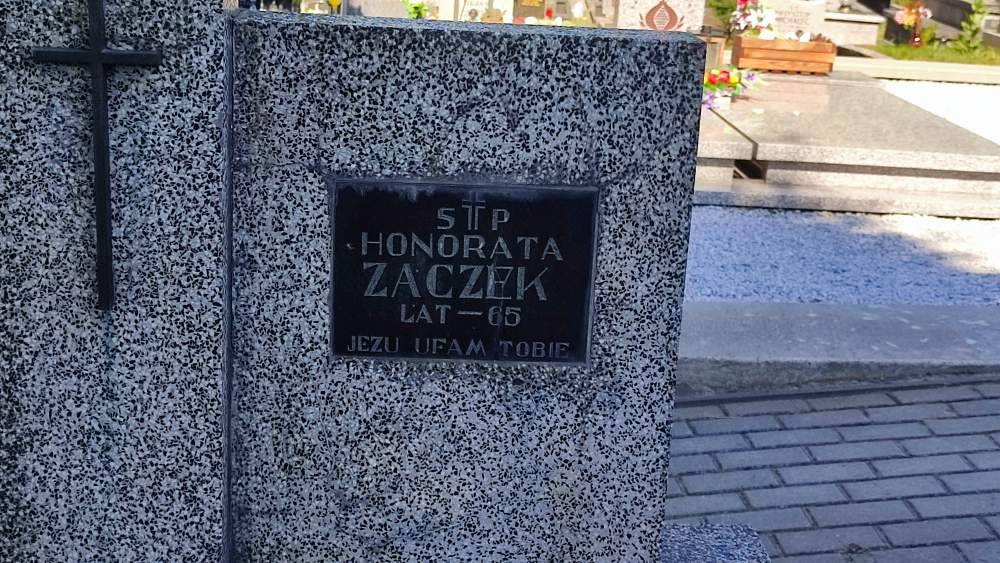 S✝P
HONORATA
ZACZEK
LAT – 65
JEZU UFAM TOBIE